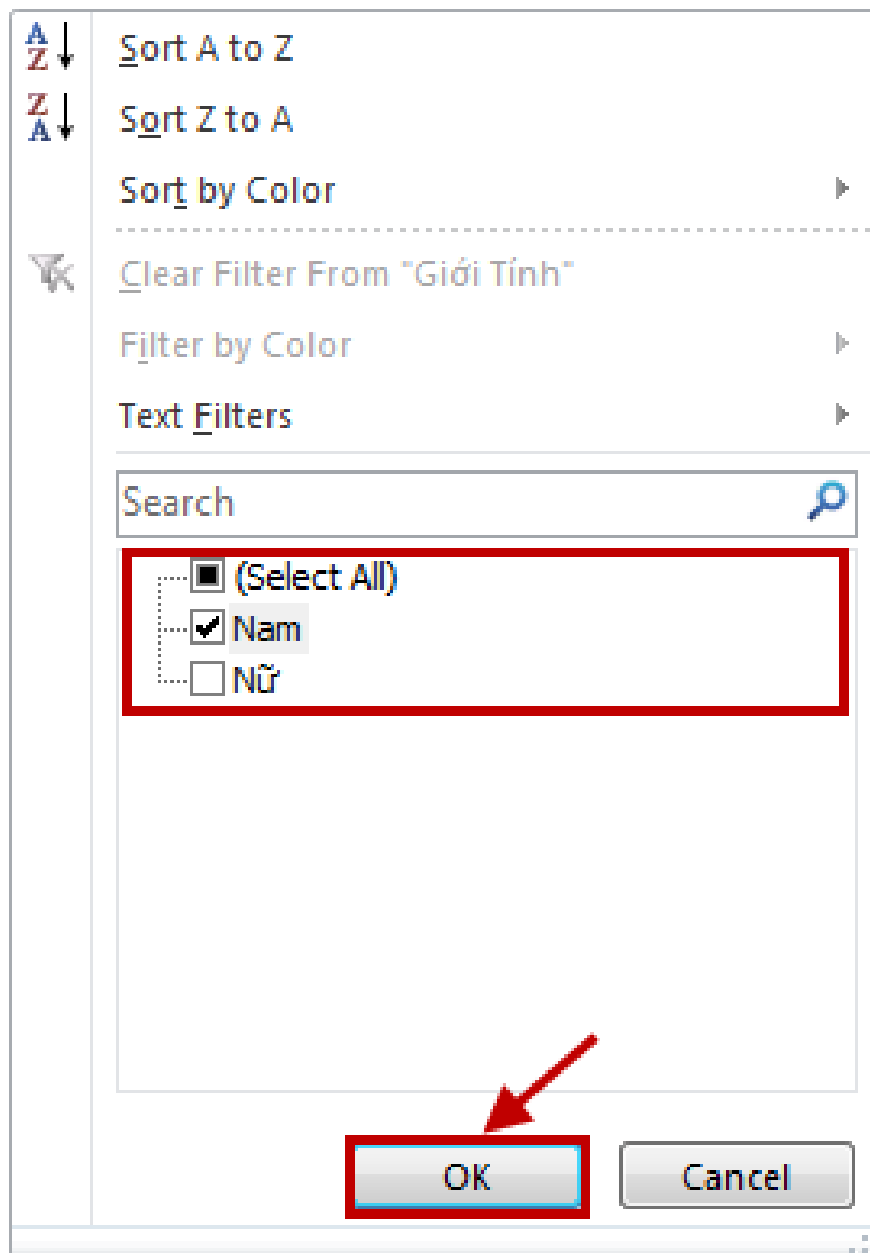 Sort A to Z
Sort Z to A
Sort by Color
Clear Filter From "Giới Tính"
Filter by Color
Text Filters
Search
(Select All)
Nam
Nữ
OK
Cancel